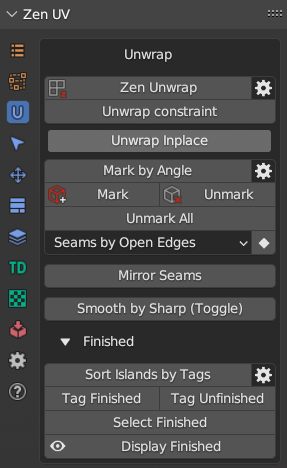 Zen UV
Unwrap
Zen Unwrap
Unwrap constraint
Unwrap Inplace
Mark by Angle
Mark Unmark
Unmark All
Seams by Open Edges
Mirror Seams
TD
Smooth by Sharp (Toggle)
Finished
Sort Islands by Tags
Tag Finished Tag Unfinished
Select Finished
Display Finished